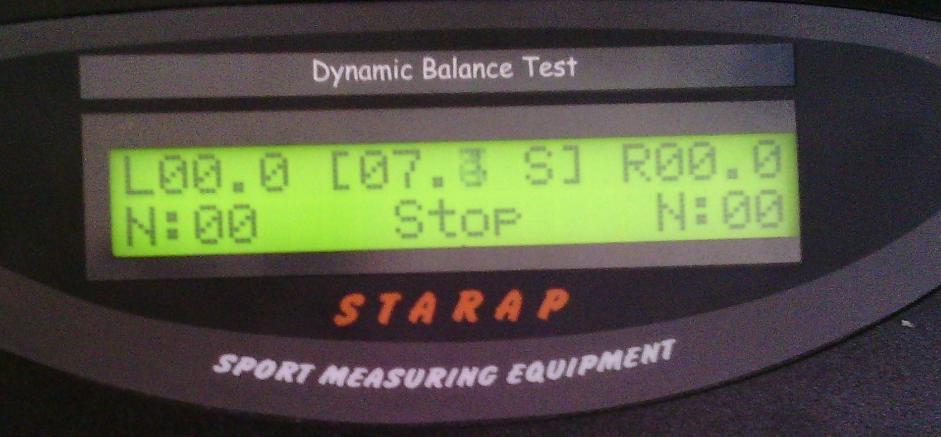 Dynamic Balance Test
L00.0 [07. S] R00.0
N:00 Stop N:00
STARAP
SPORT MEASURING EQUIPMENT